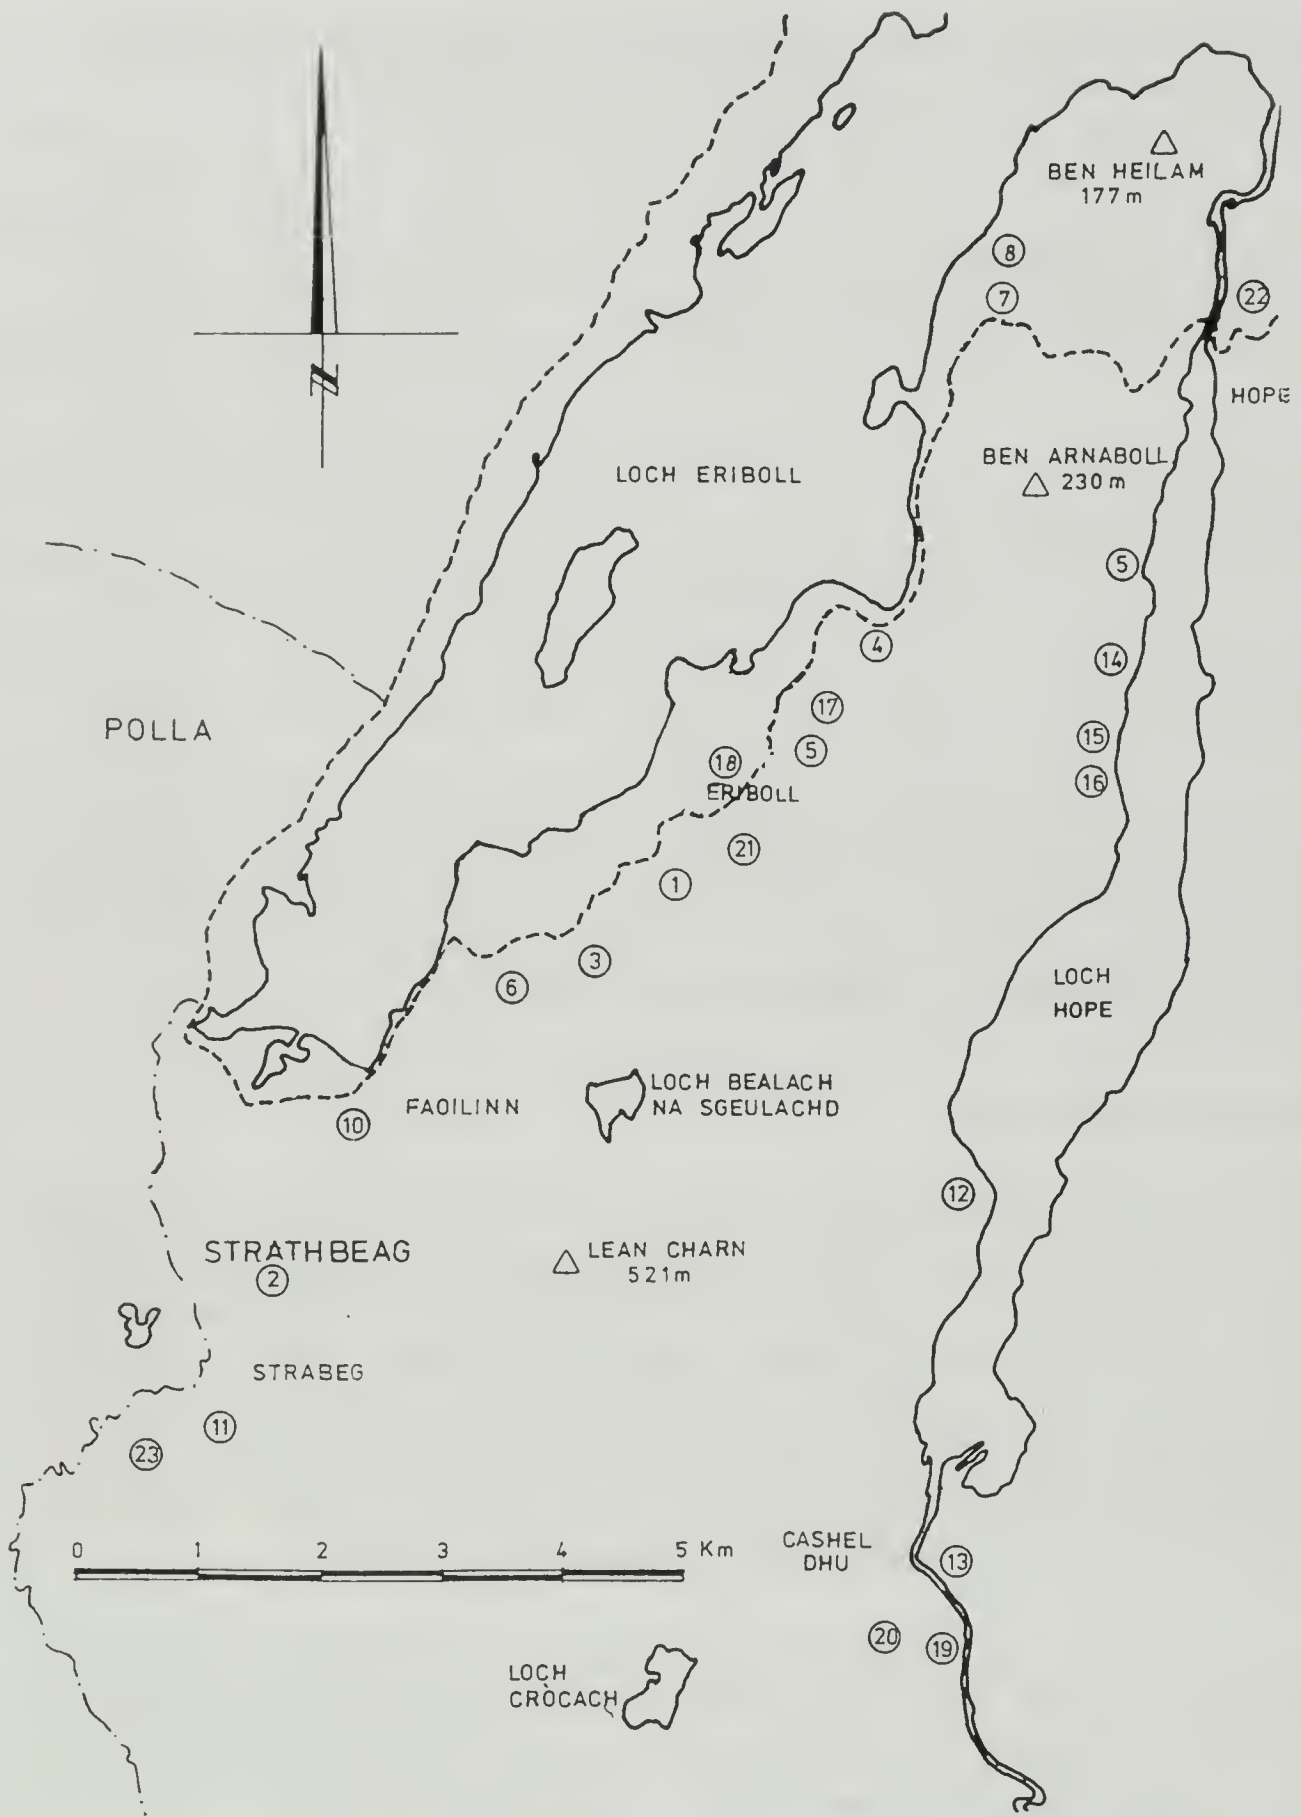 BEN HEILAM
177 m
8
7
22
HOPE
N
BEN ARNABOLL
230 m
LOCH ERIBOLL
5
4
14
POLLA
17
15
5
18
16
ERIBOLL
21
1
3
6
LOCH
HOPE
LOCH BEALACH
NA SGEULACHD
FAOILINN
10
12
STRATHBEAG
2
LEAN CHARN
521m
STRABEG
11
23
0 1 2 3 4 5 Km
CASHEL
DHU
13
20
19
LOCH
CRÒCACH